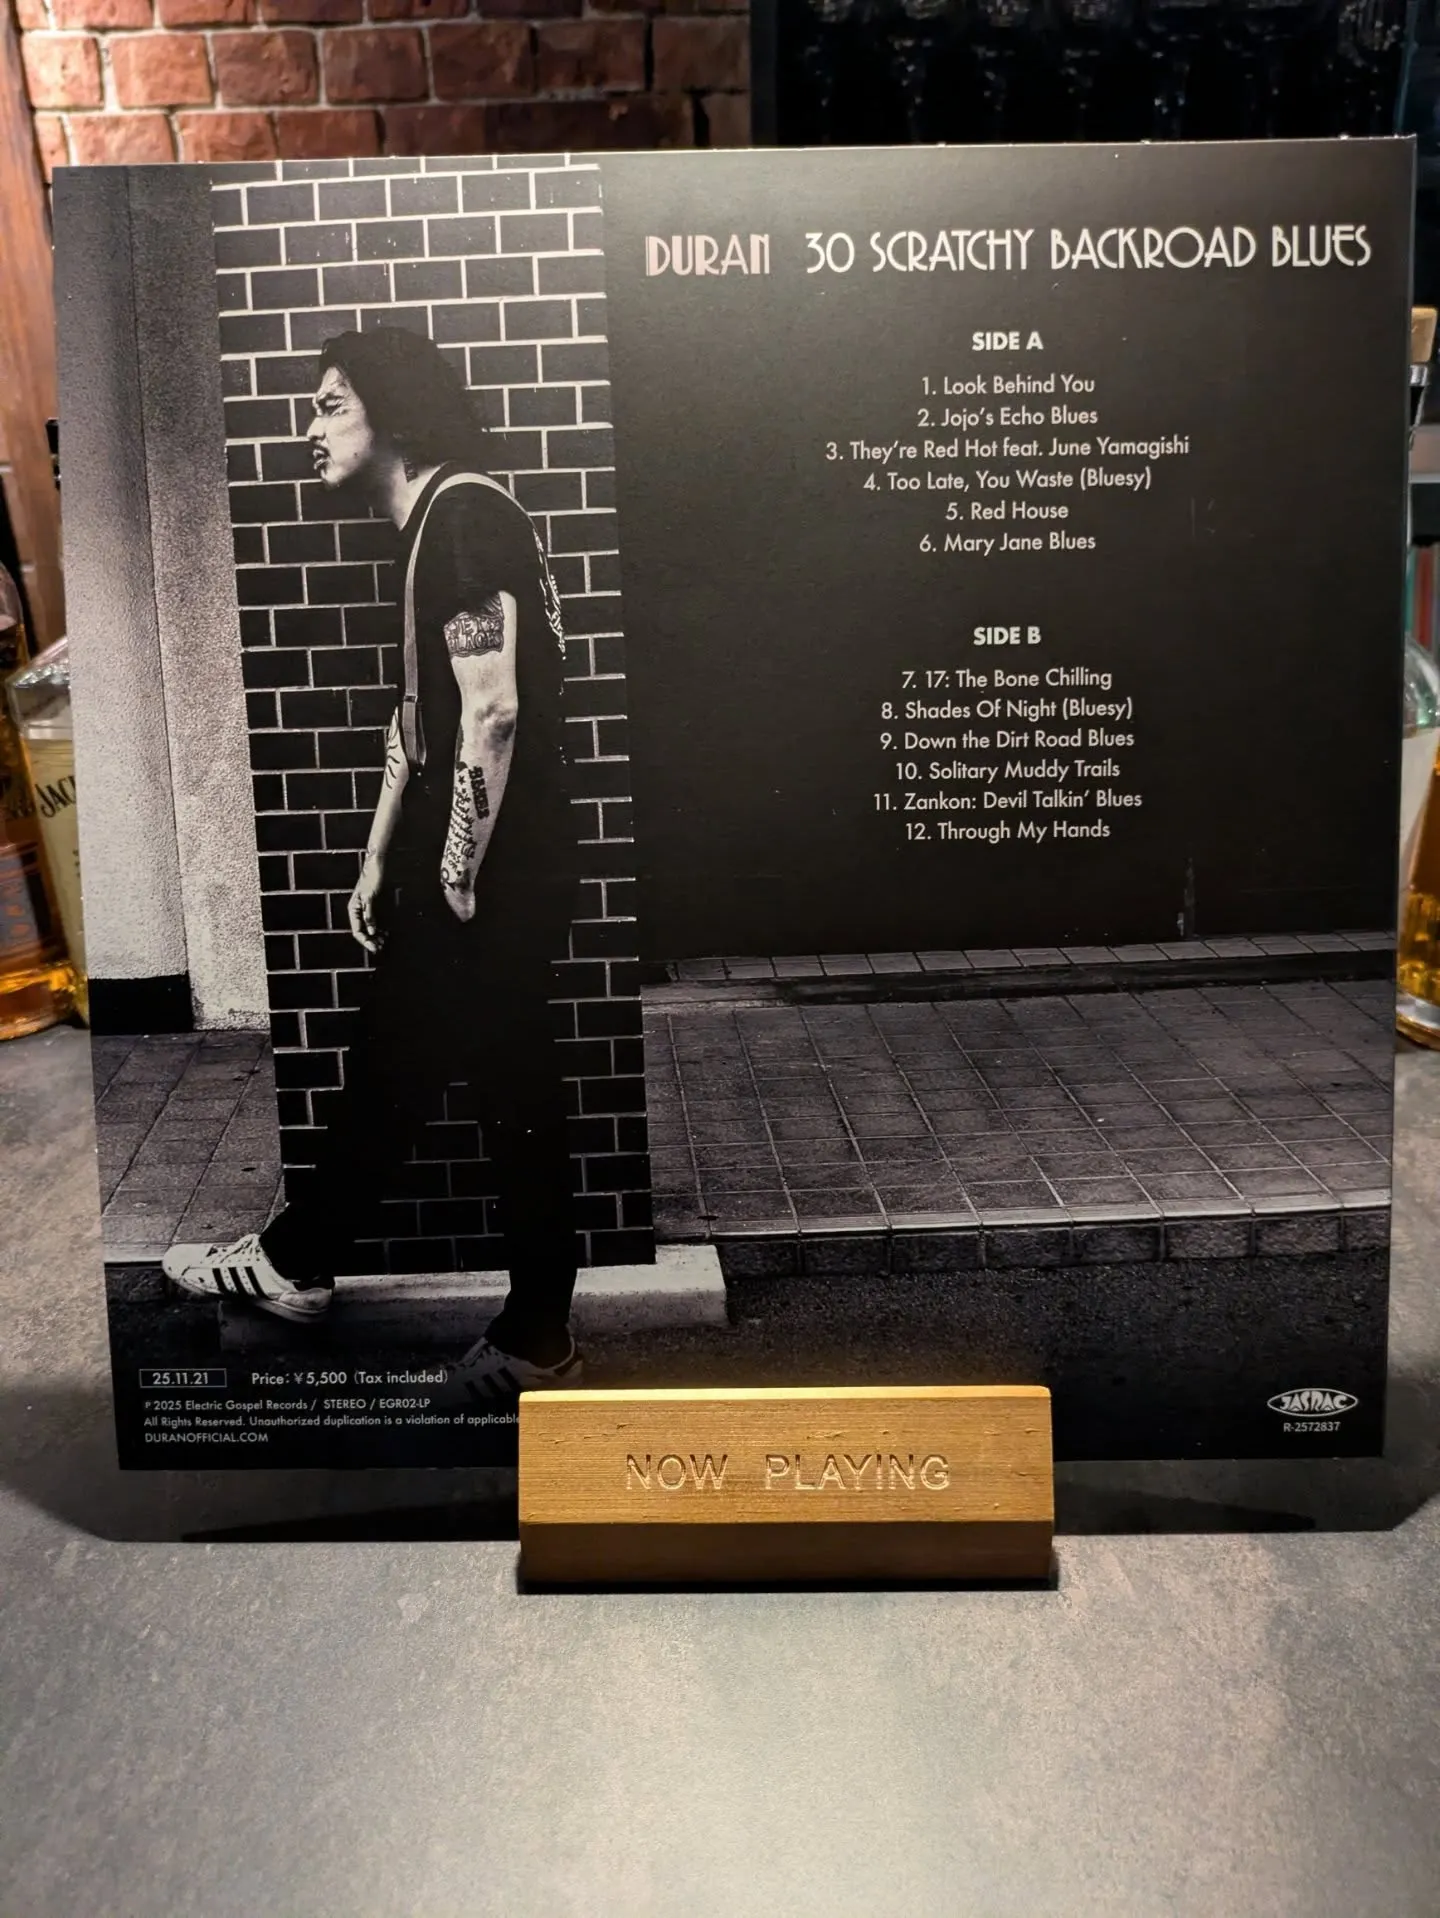 DURAN 30 SCRATCHY BACKROAD BLUES
SIDE A
1. Look Behind You
2. Jojo's Echo Blues
3. They're Red Hot feat. June Yamagishi
4. Too Late, You Waste (Bluesy)
5. Red House
6. Mary Jane Blues
SIDE B
7. 17: The Bone Chilling
8. Shades Of Night (Bluesy)
9. Down the Dirt Road Blues
10. Solitary Muddy Trails
11. Zankon: Devil Talkin' Blues
12. Through My Hands
JACK
BLUES
25.11.21 Price:¥5,500 (Tax included)
℗ 2025 Electric Gospel Records / STEREO / EGR02-LP
All Rights Reserved. Unauthorized duplication is a violation of applicable
DURANOFFICIAL.COM
JASRAC
R-2572837
NOW PLAYING